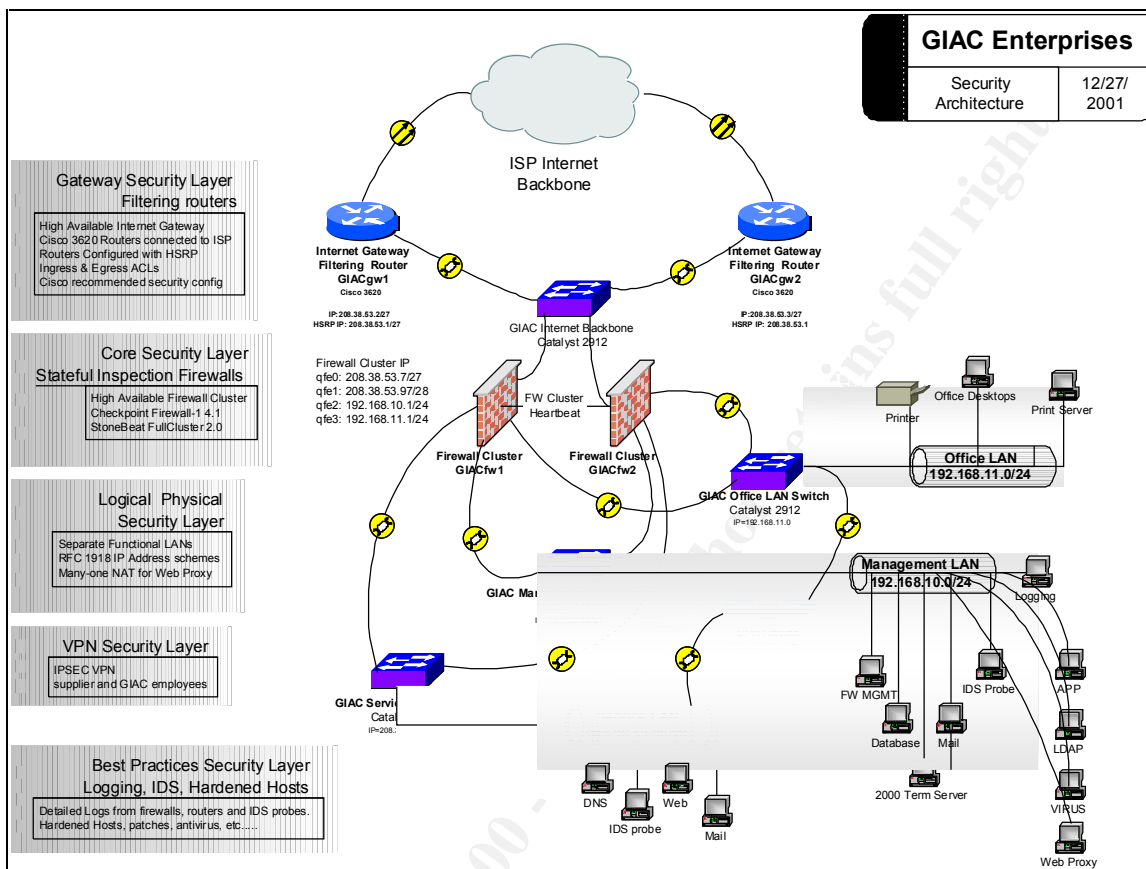 GIAC Enterprises
Security
Architecture
12/27/
2001
ISP Internet
Backbone
Gateway Security Layer
Filtering routers
High Available Internet Gateway
Cisco 3620 Routers connected to ISP
Routers Configured with HSRP
Ingress & Egress ACLs
Cisco recommended security config
Internet Gateway
Filtering Router
GIACgw1
Cisco 3620
IP:208.38.53.2/27
HSRP IP: 208.38.53.1/27
Internet Gateway
Filtering Router
GIACgw2
Cisco 3620
IP:208.38.53.3/27
HSRP IP: 208.38.53.1
GIAC Internet Backbone
Catalyst 2912
Core Security Layer
Stateful Inspection Firewalls
High Available Firewall Cluster
Checkpoint Firewall-1 4.1
StoneBeat FullCluster 2.0
Firewall Cluster IP
qfe0: 208.38.53.7/27
qfe1: 208.38.53.97/28
qfe2: 192.168.10.1/24
qfe3: 192.168.11.1/24
FW Cluster
Heartbeat
Firewall Cluster
GIACfw1
Firewall Cluster
GIACfw2
Printer
Office Desktops
Print Server
Office LAN
192.168.11.0/24
GIAC Office LAN Switch
Catalyst 2912
IP=192.168.11.0
Logical Physical
Security Layer
Separate Functional LANs
RFC 1918 IP Address schemes
Many-one NAT for Web Proxy
GIAC Mar
Management LAN
192.168.10.0/24
Logging
VPN Security Layer
IPSEC VPN
supplier and GIAC employees
GIAC Servi
Catal
IP=208.
FW MGMT
IDS Probe
APP
Database
Mail
LDAP
2000 Term Server
VIRUS
Web Proxy
DNS
IDS probe
Web
Mail
Best Practices Security Layer
Logging, IDS, Hardened Hosts
Detailed Logs from firewalls, routers and IDS probes.
Hardened Hosts, patches, antivirus, etc.....
00 -
ho
tains full right